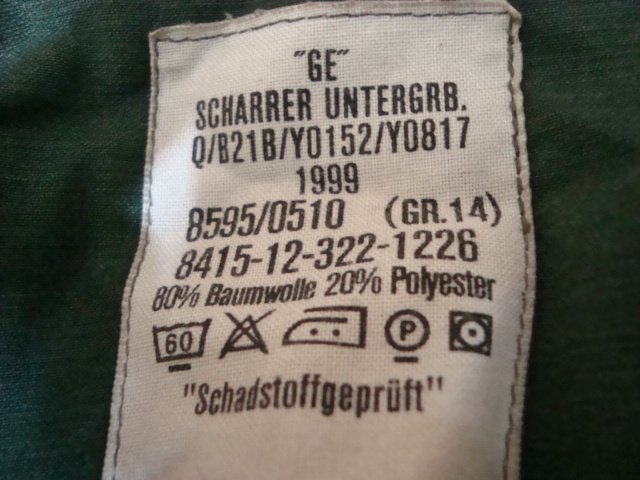 "GE"
SCHARRER UNTERGRB.
Q/B21B/Y0152/Y0817
1999
8595/0510 (GR.14)
8415-12-322-1226
80% Baumwolle 20% Polyester
60 P
"Schadstoffgeprüft"